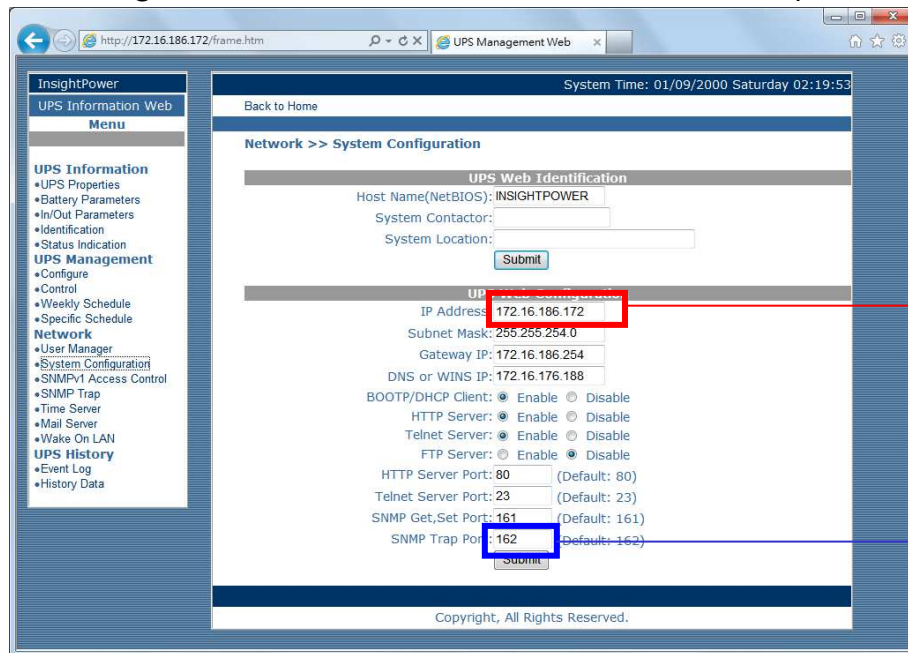 http://172.16.186.172/frame.htm
UPS Management Web
InsightPower
System Time: 01/09/2000 Saturday 02:19:53
UPS Information Web
Back to Home
Menu
Network >> System Configuration
UPS Information
•UPS Properties
•Battery Parameters
•In/Out Parameters
•Identification
•Status Indication
UPS Management
•Configure
•Control
•Weekly Schedule
•Specific Schedule
Network
•User Manager
•System Configuration
•SNMPv1 Access Control
•SNMP Trap
•Time Server
•Mail Server
•Wake On LAN
UPS History
•Event Log
•History Data
UPS Web Identification
Host Name(NetBIOS): INSIGHTPOWER
System Contactor:
System Location:
Submit
UPS Web Configuration
IP Address: 172.16.186.172
Subnet Mask: 255.255.254.0
Gateway IP: 172.16.186.254
DNS or WINS IP: 172.16.176.188
BOOTP/DHCP Client: Enable Disable
HTTP Server: Enable Disable
Telnet Server: Enable Disable
FTP Server: Enable Disable
HTTP Server Port: 80 (Default: 80)
Telnet Server Port: 23 (Default: 23)
SNMP Get,Set Port: 161 (Default: 161)
SNMP Trap Port: 162 (Default: 162)
Submit
Copyright, All Rights Reserved.